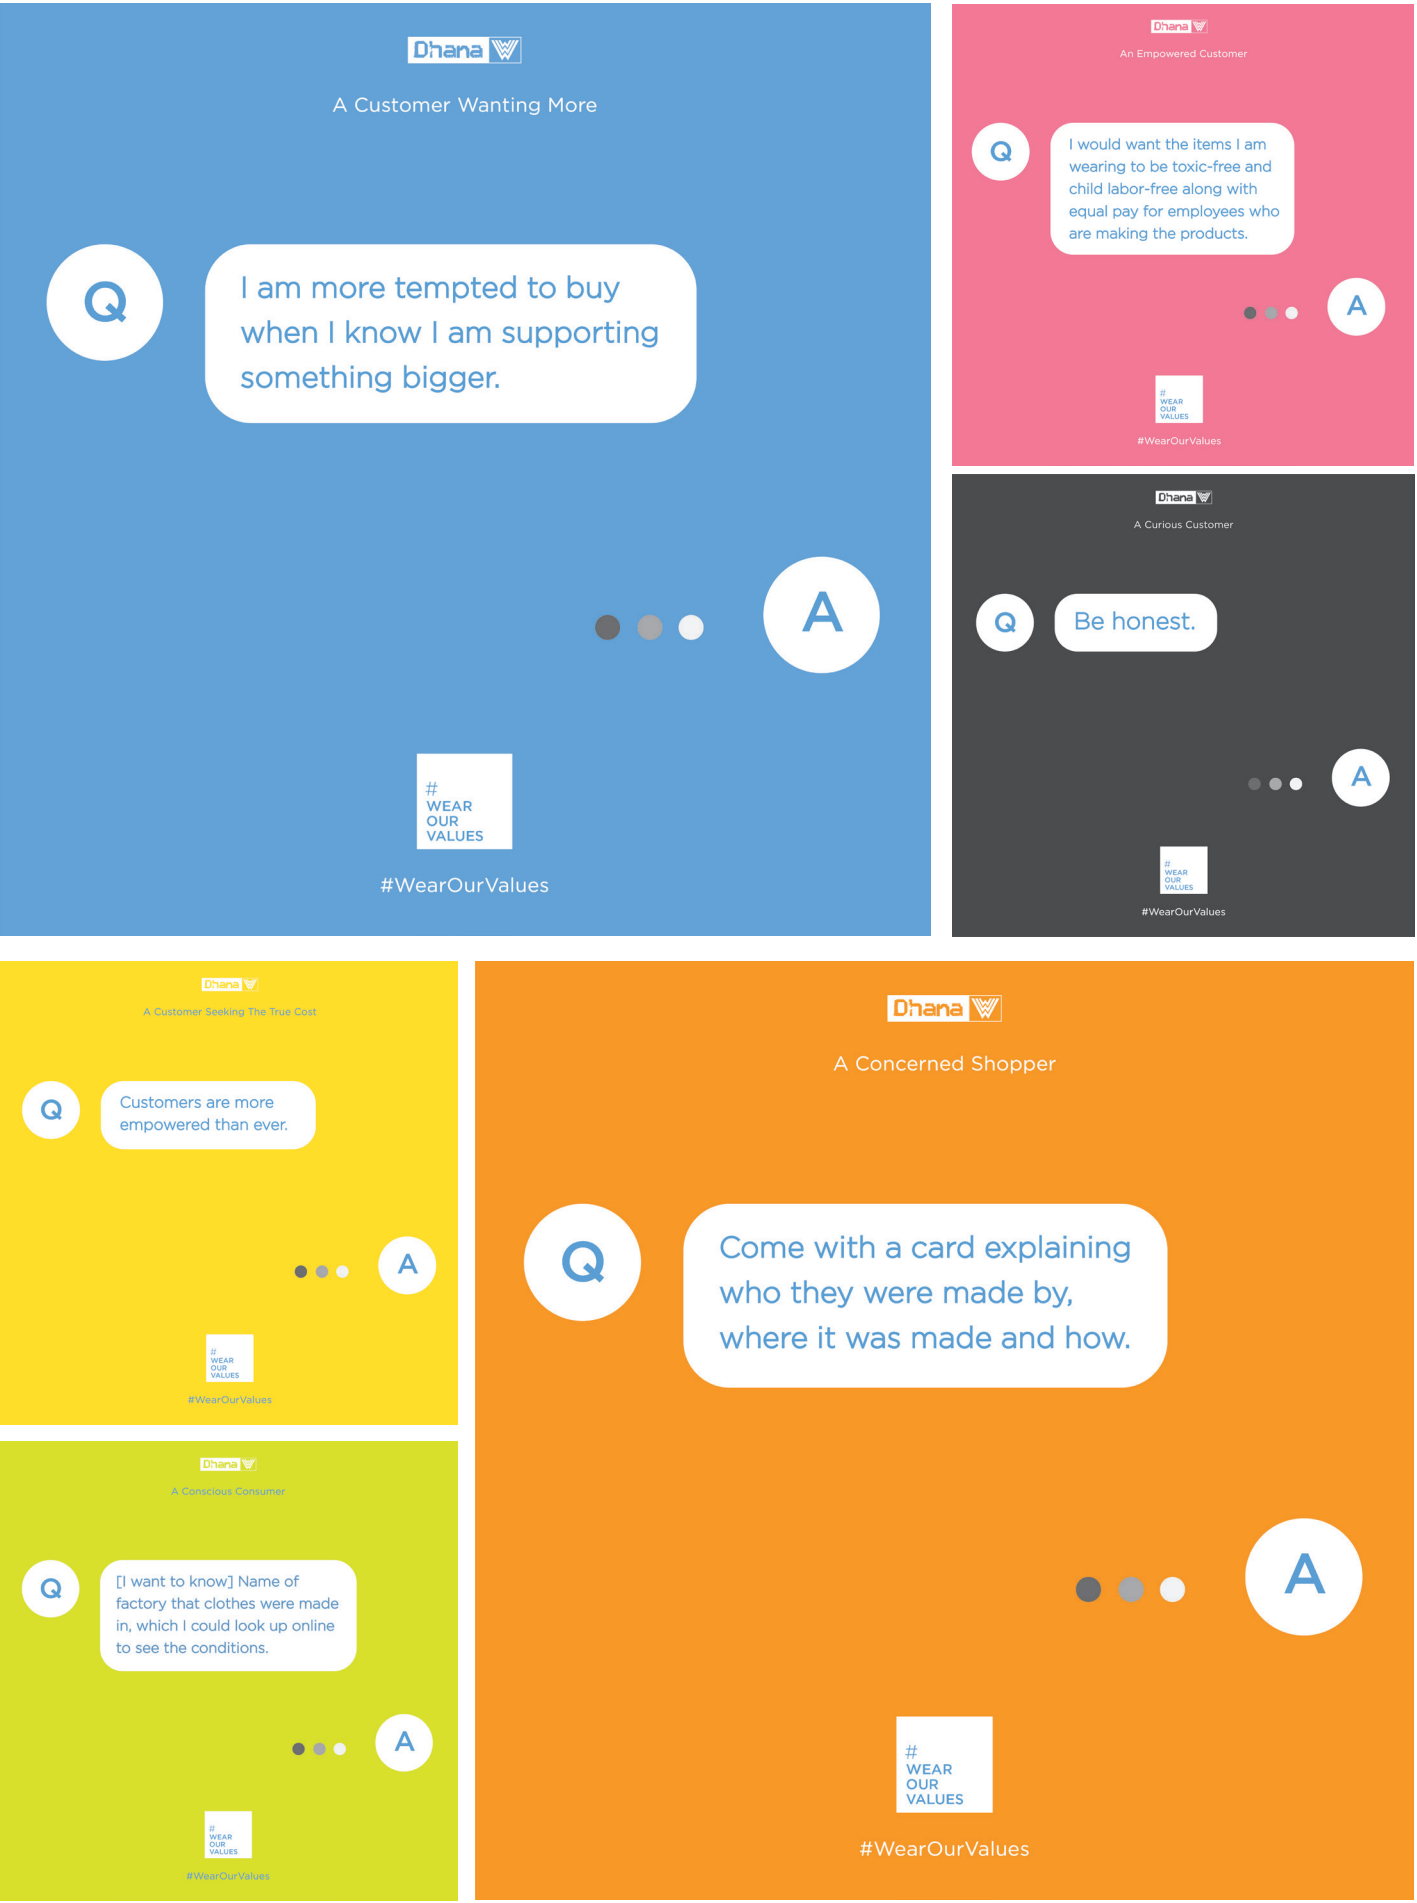 Dhana
A Customer Wanting More
Q
I am more tempted to buy
when I know I am supporting
something bigger.
A
#
WEAR
OUR
VALUES
#WearOurValues
Dhana
An Empowered Customer
Q
I would want the items I am
wearing to be toxic-free and
child labor-free along with
equal pay for employees who
are making the products.
A
#
WEAR
OUR
VALUES
#WearOurValues
Dhana
A Curious Customer
Q
Be honest.
A
#
WEAR
OUR
VALUES
#WearOurValues
Dhana
A Customer Seeking The True Cost
Q
Customers are more
empowered than ever.
A
#
WEAR
OUR
VALUES
#WearOurValues
Dhana
A Conscious Consumer
Q
[I want to know] Name of
factory that clothes were made
in, which I could look up online
to see the conditions.
A
#
WEAR
OUR
VALUES
#WearOurValues
Dhana
A Concerned Shopper
Q
Come with a card explaining
who they were made by,
where it was made and how.
A
#
WEAR
OUR
VALUES
#WearOurValues